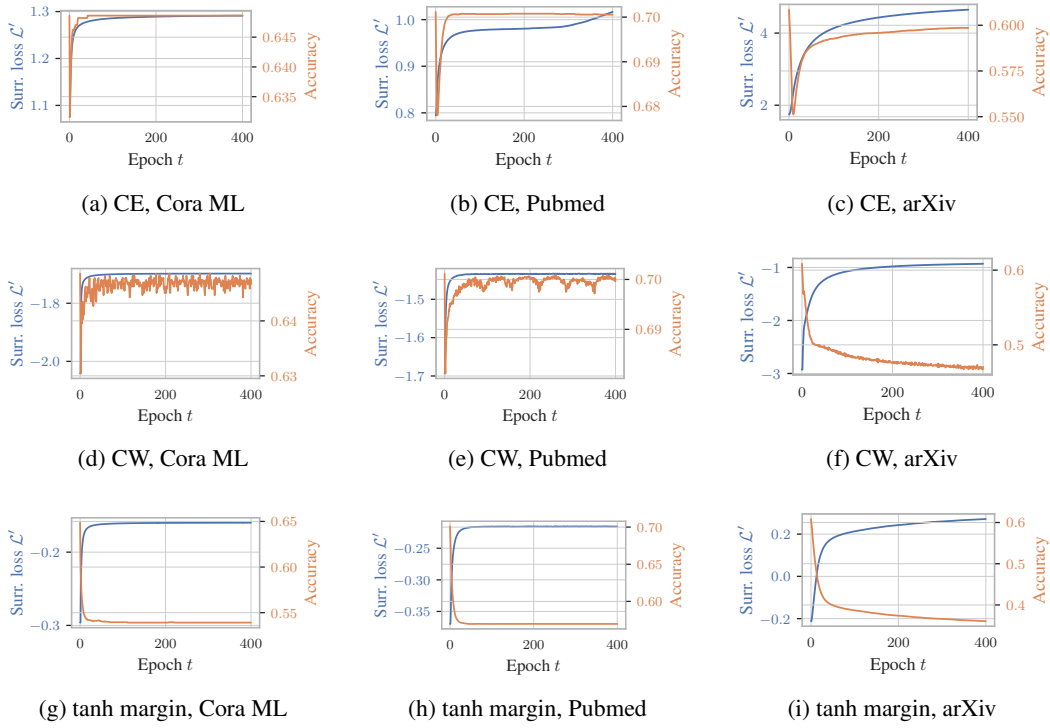 1.3
1.2
1.1
0.645
0.640
0.635
0 200 400
Epoch t
Surr. loss ℒ′
Accuracy
(a) CE, Cora ML
1.0
0.9
0.8
0.70
0.69
0.68
0 200 400
Epoch t
Surr. loss ℒ′
Accuracy
(b) CE, Pubmed
4
2
0.600
0.575
0.550
0 200 400
Epoch t
Surr. loss ℒ′
Accuracy
(c) CE, arXiv
−1.8
−2.0
0.64
0.63
0 200 400
Epoch t
Surr. loss ℒ′
Accuracy
(d) CW, Cora ML
−1.5
−1.6
−1.7
0.70
0.69
0 200 400
Epoch t
Surr. loss ℒ′
Accuracy
(e) CW, Pubmed
−1
−2
−3
0.6
0.5
0 200 400
Epoch t
Surr. loss ℒ′
Accuracy
(f) CW, arXiv
−0.2
−0.3
0.65
0.60
0.55
0 200 400
Epoch t
Surr. loss ℒ′
Accuracy
(g) tanh margin, Cora ML
−0.25
−0.30
−0.35
0.70
0.65
0.60
0 200 400
Epoch t
Surr. loss ℒ′
Accuracy
(h) tanh margin, Pubmed
0.2
0.0
−0.2
0.6
0.5
0.4
0 200 400
Epoch t
Surr. loss ℒ′
Accuracy
(i) tanh margin, arXiv